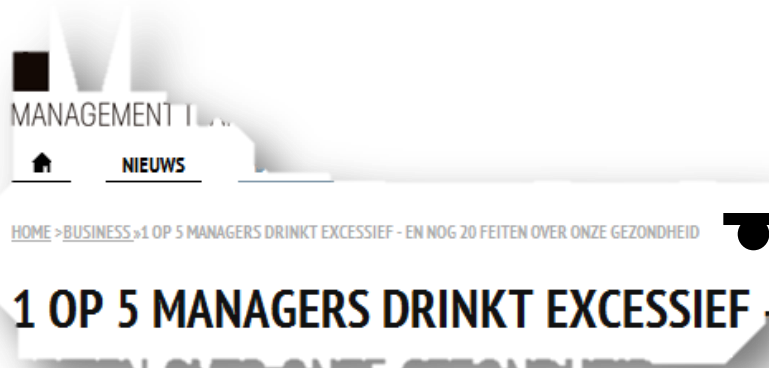 MANAGEMENT
NIEUWS
HOME >BUSINESS »1 OP 5 MANAGERS DRINKT EXCESSIEF - EN NOG 20 FEITEN OVER ONZE GEZONDHEID
1 OP 5 MANAGERS DRINKT EXCESSIEF -